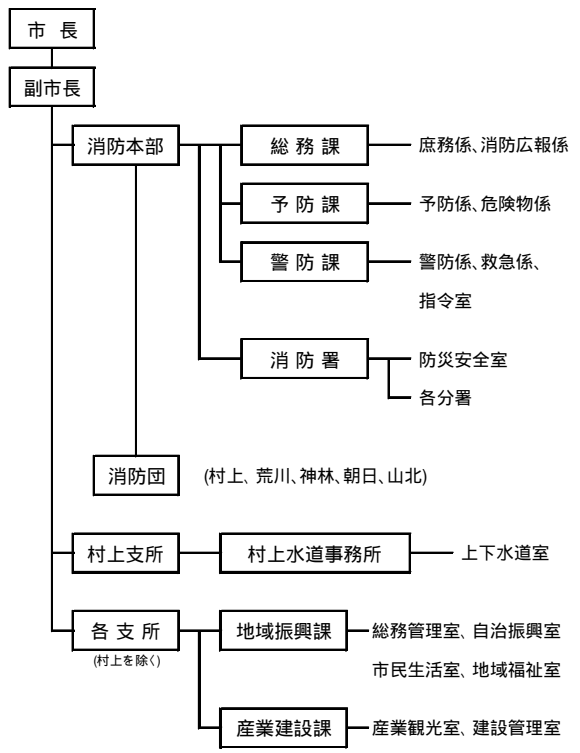 市 長
副市長
消防本部 総 務 課 庶務係、消防広報係
予 防 課 予防係、危険物係
警 防 課 警防係、救急係、
指令室
消 防 署 防災安全室
各分署
消防団 (村上、荒川、神林、朝日、山北)
村上支所 村上水道事務所 上下水道室
各 支 所 地域振興課 総務管理室、自治振興室
(村上を除く)
市民生活室、地域福祉室
産業建設課 産業観光室、建設管理室